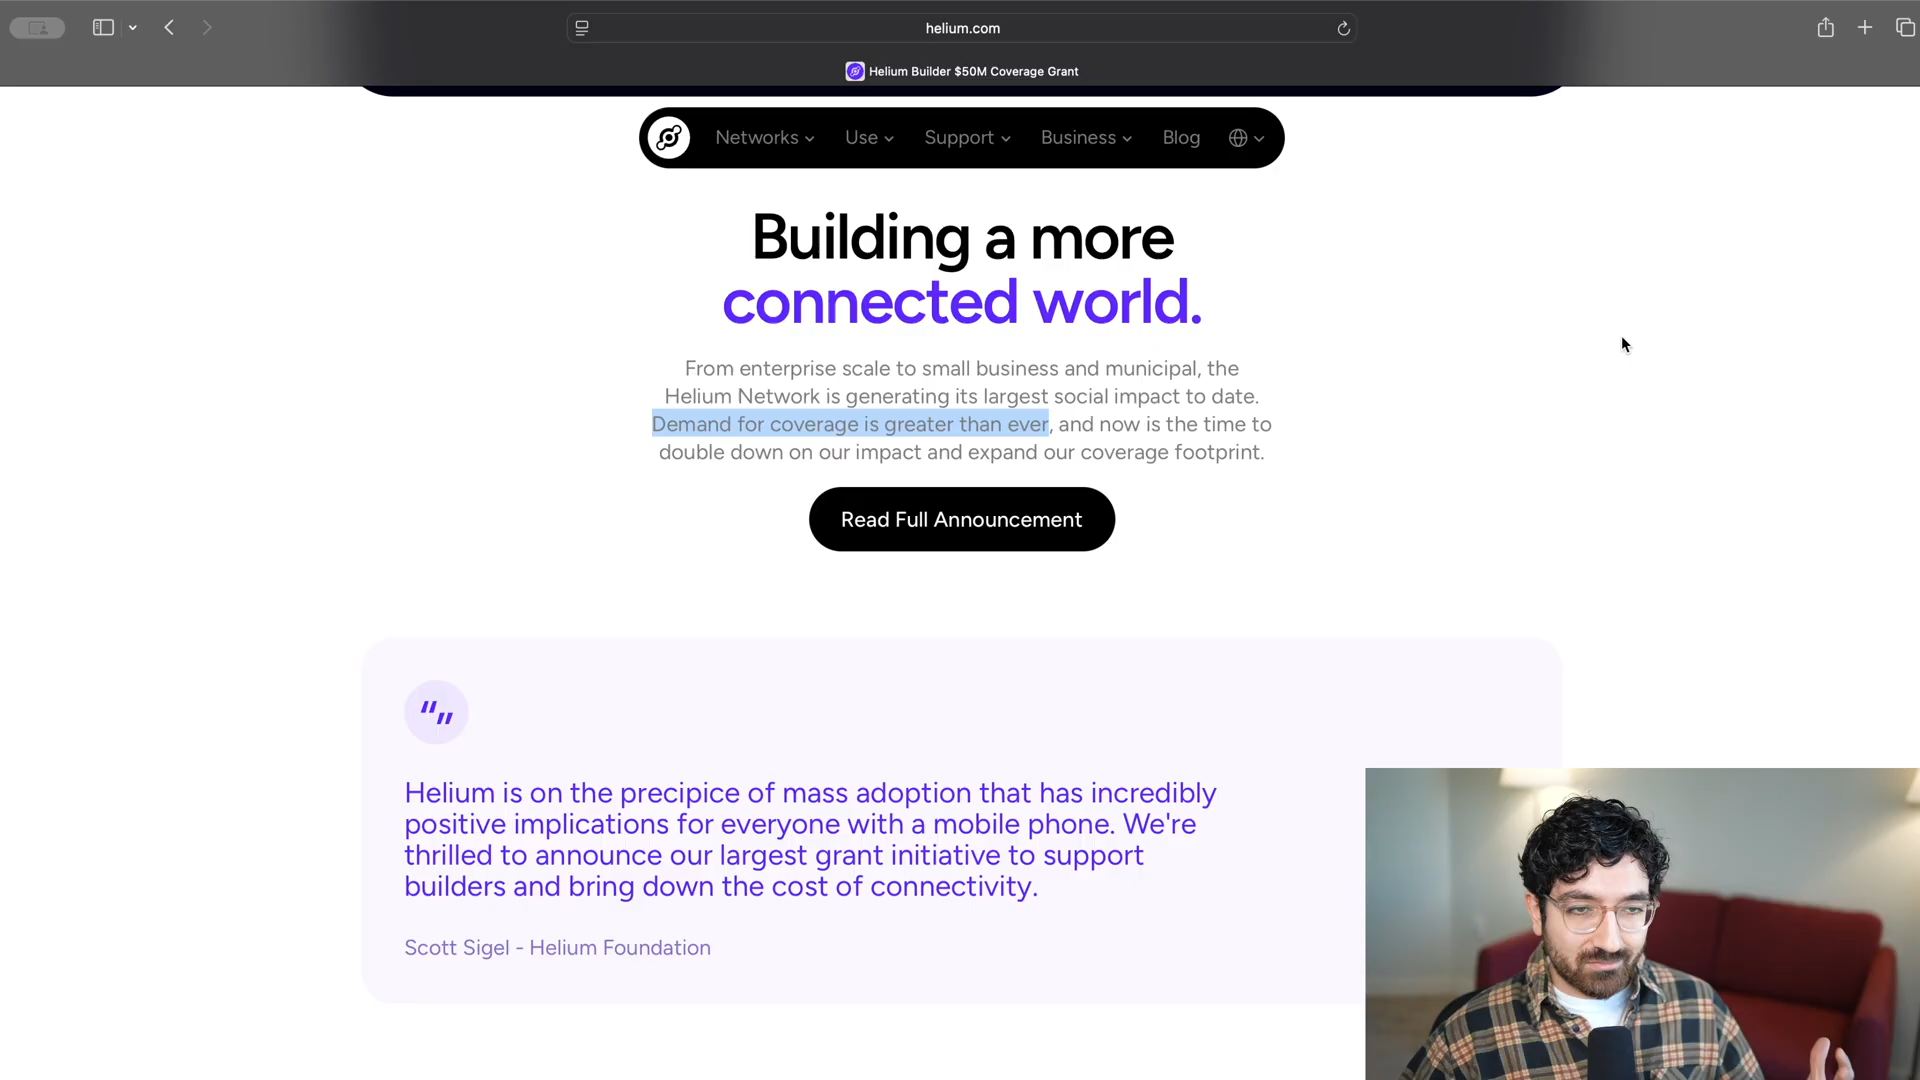 helium.com
Helium Builder $50M Coverage Grant
Networks Use Support Business Blog
Building a more
connected world.
From enterprise scale to small business and municipal, the
Helium Network is generating its largest social impact to date.
Demand for coverage is greater than ever, and now is the time to
double down on our impact and expand our coverage footprint.
Read Full Announcement
Helium is on the precipice of mass adoption that has incredibly
positive implications for everyone with a mobile phone. We're
thrilled to announce our largest grant initiative to support
builders and bring down the cost of connectivity.
Scott Sigel - Helium Foundation